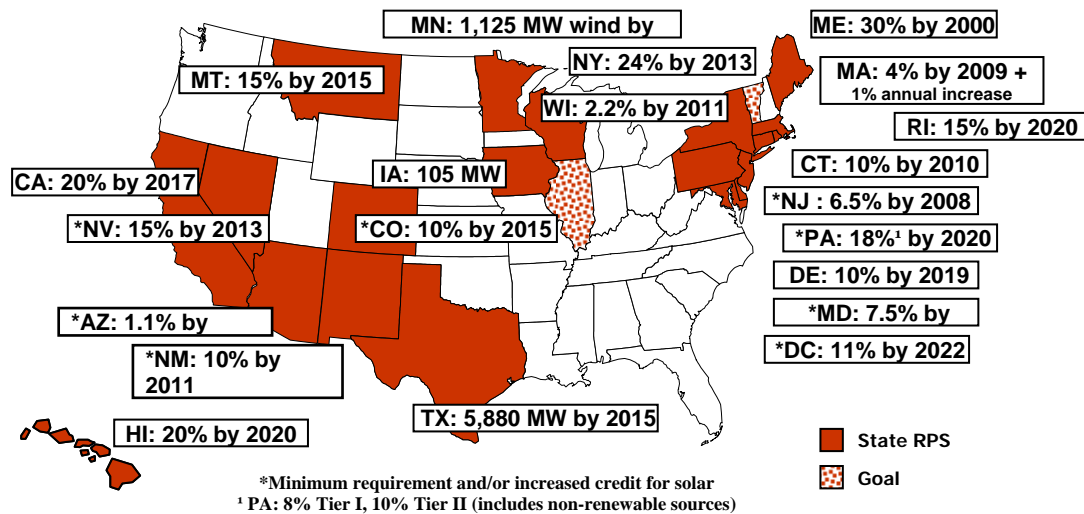 MN: 1,125 MW wind by
ME: 30% by 2000
NY: 24% by 2013
MT: 15% by 2015
MA: 4% by 2009 +
1% annual increase
WI: 2.2% by 2011
RI: 15% by 2020
CT: 10% by 2010
IA: 105 MW
CA: 20% by 2017
*NJ : 6.5% by 2008
*NV: 15% by 2013
*CO: 10% by 2015
*PA: 18%¹ by 2020
DE: 10% by 2019
*MD: 7.5% by
*AZ: 1.1% by
*NM: 10% by
2011
*DC: 11% by 2022
TX: 5,880 MW by 2015
HI: 20% by 2020
State RPS
Goal
*Minimum requirement and/or increased credit for solar
¹ PA: 8% Tier I, 10% Tier II (includes non-renewable sources)